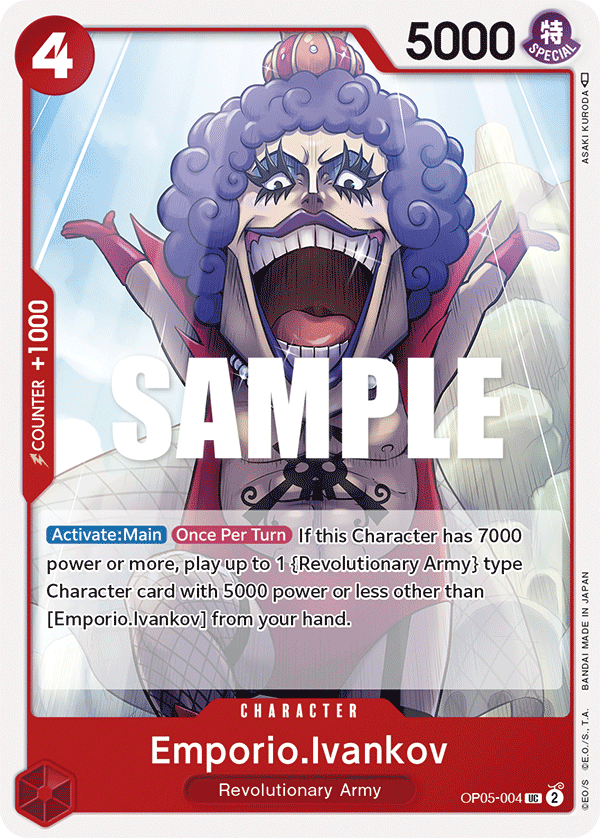 4
5000
特
SPECIAL
ASAKI KURODA
COUNTER +1000
SAMPLE
Activate:Main Once Per Turn If this Character has 7000
power or more, play up to 1 {Revolutionary Army} type
Character card with 5000 power or less other than
[Emporio.Ivankov] from your hand.
©E.O/S ©E.O./S., T.A. BANDAI MADE IN JAPAN
CHARACTER
Emporio.Ivankov
Revolutionary Army
OP05-004 UC 2